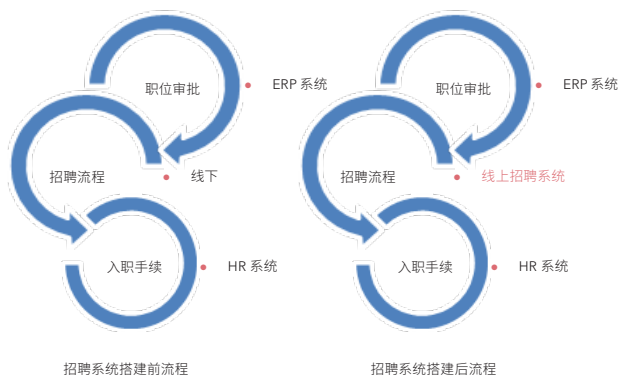 职位审批
ERP 系统
招聘流程
线下
入职手续
HR 系统
招聘系统搭建前流程
职位审批
ERP 系统
招聘流程
线上招聘系统
入职手续
HR 系统
招聘系统搭建后流程